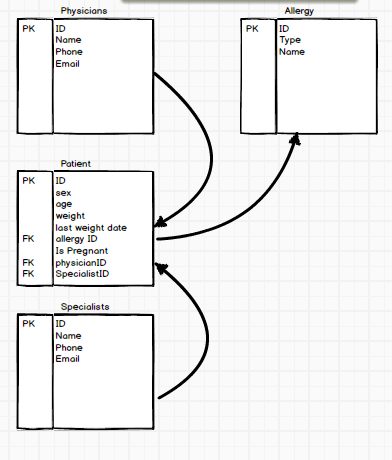 Physicians
PK ID
Name
Phone
Email
Allergy
PK ID
Type
Name
Patient
PK ID
sex
age
weight
last weight date
FK allergy ID
Is Pregnant
FK physicianID
FK SpecialistID
Specialists
PK ID
Name
Phone
Email